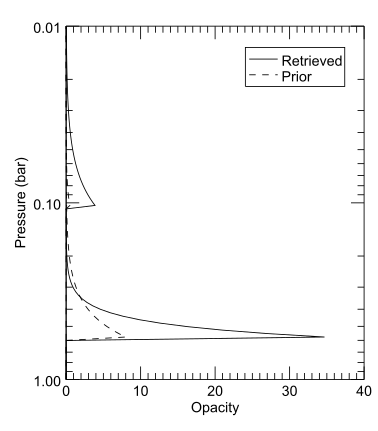 0.01
Retrieved
Prior
Pressure (bar)
0.10
1.00
0
10
20
30
40
Opacity